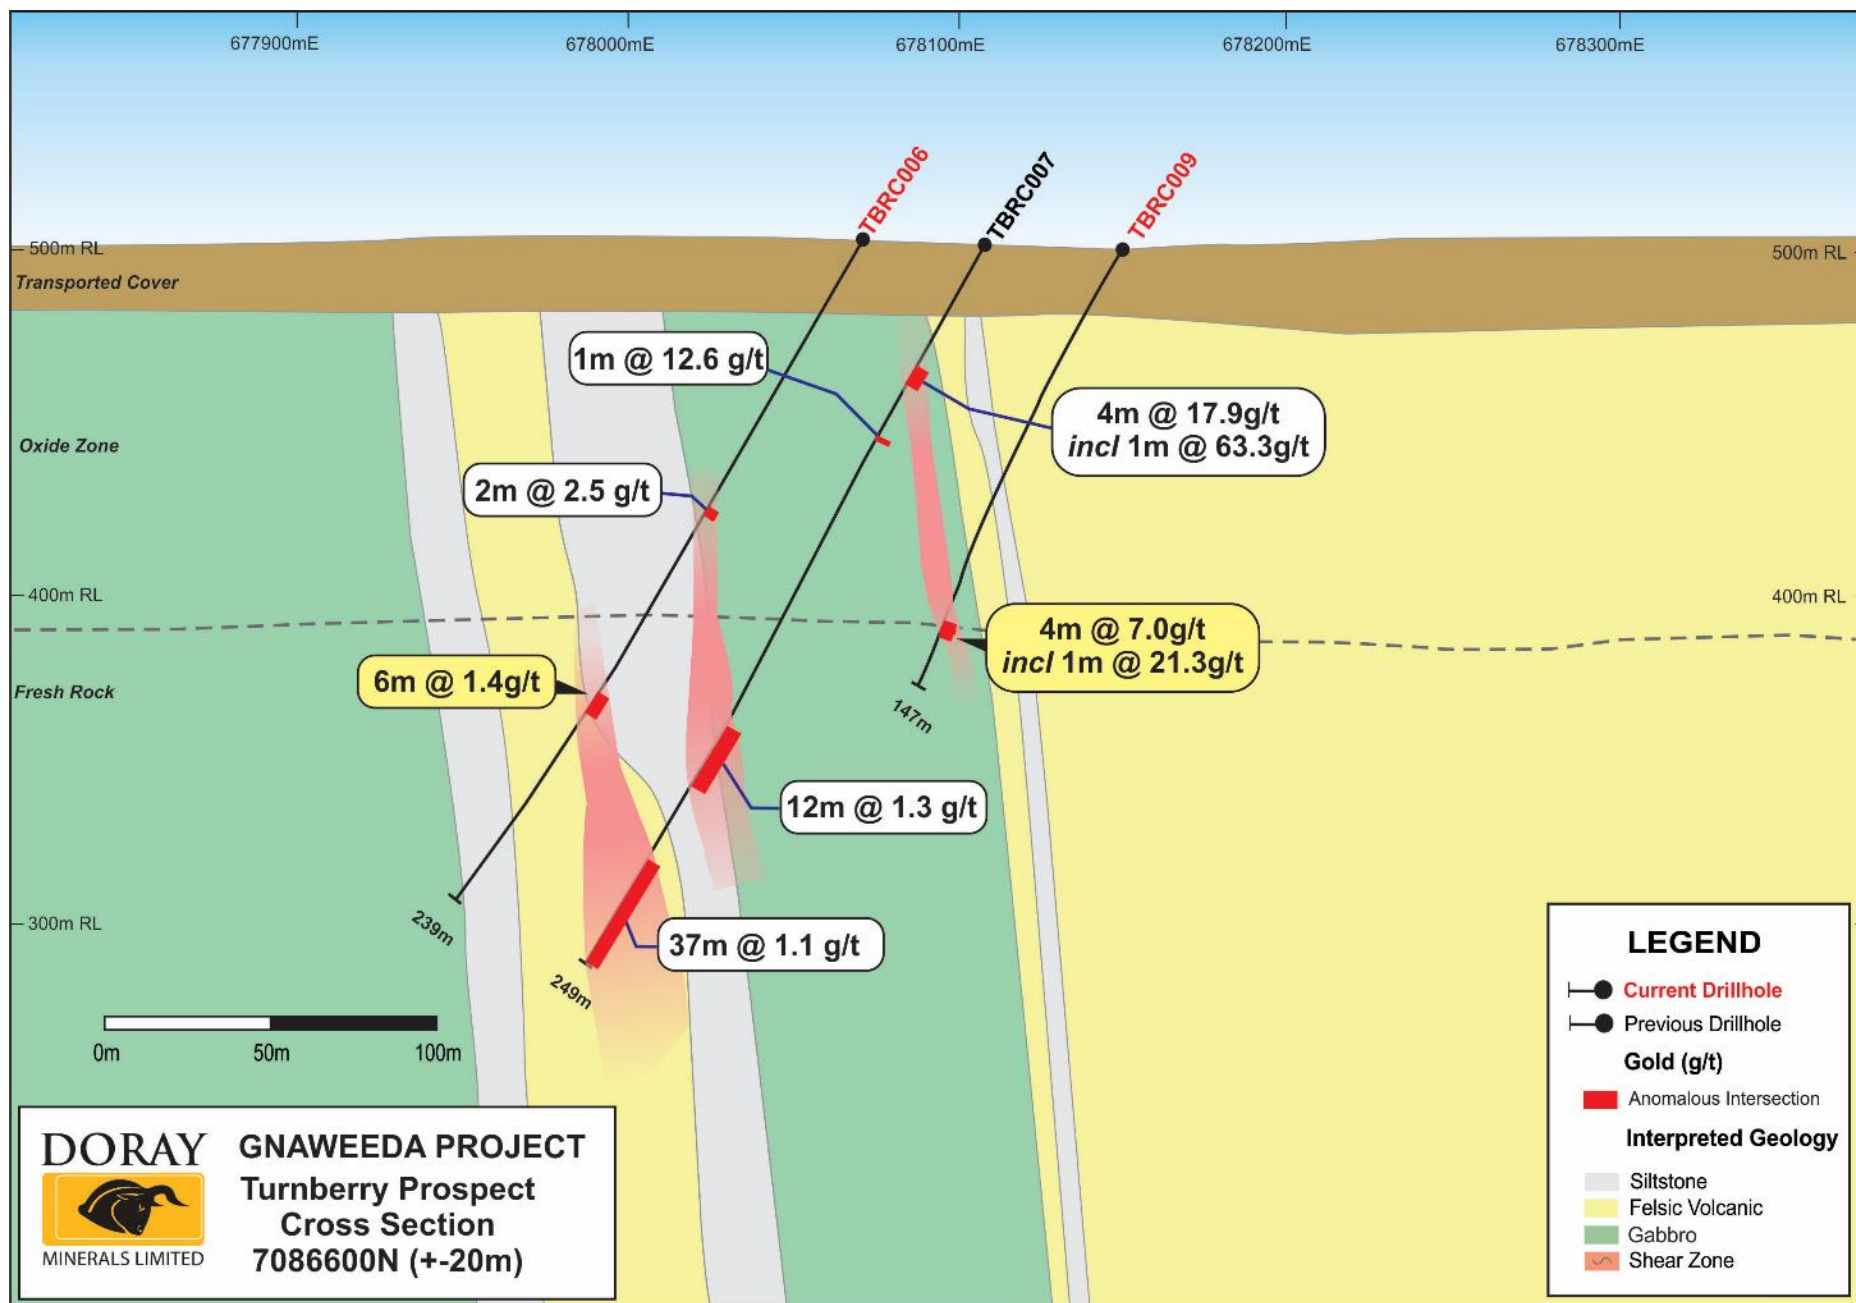 677900mE
678000mE
678100mE
678200mE
678300mE
TBRC006
TBRC007
TBRC009
500m RL
500m RL
Transported Cover
1m @ 12.6 g/t
4m @ 17.9g/t
incl 1m @ 63.3g/t
Oxide Zone
2m @ 2.5 g/t
400m RL
400m RL
4m @ 7.0g/t
incl 1m @ 21.3g/t
6m @ 1.4g/t
Fresh Rock
147m
12m @ 1.3 g/t
239m
300m RL
37m @ 1.1 g/t
249m
0m
50m
100m
LEGEND
Current Drillhole
Previous Drillhole
Gold (g/t)
Anomalous Intersection
Interpreted Geology
Siltstone
Felsic Volcanic
Gabbro
Shear Zone
DORAY
MINERALS LIMITED
GNAWEEDA PROJECT
Turnberry Prospect
Cross Section
7086600N (+-20m)